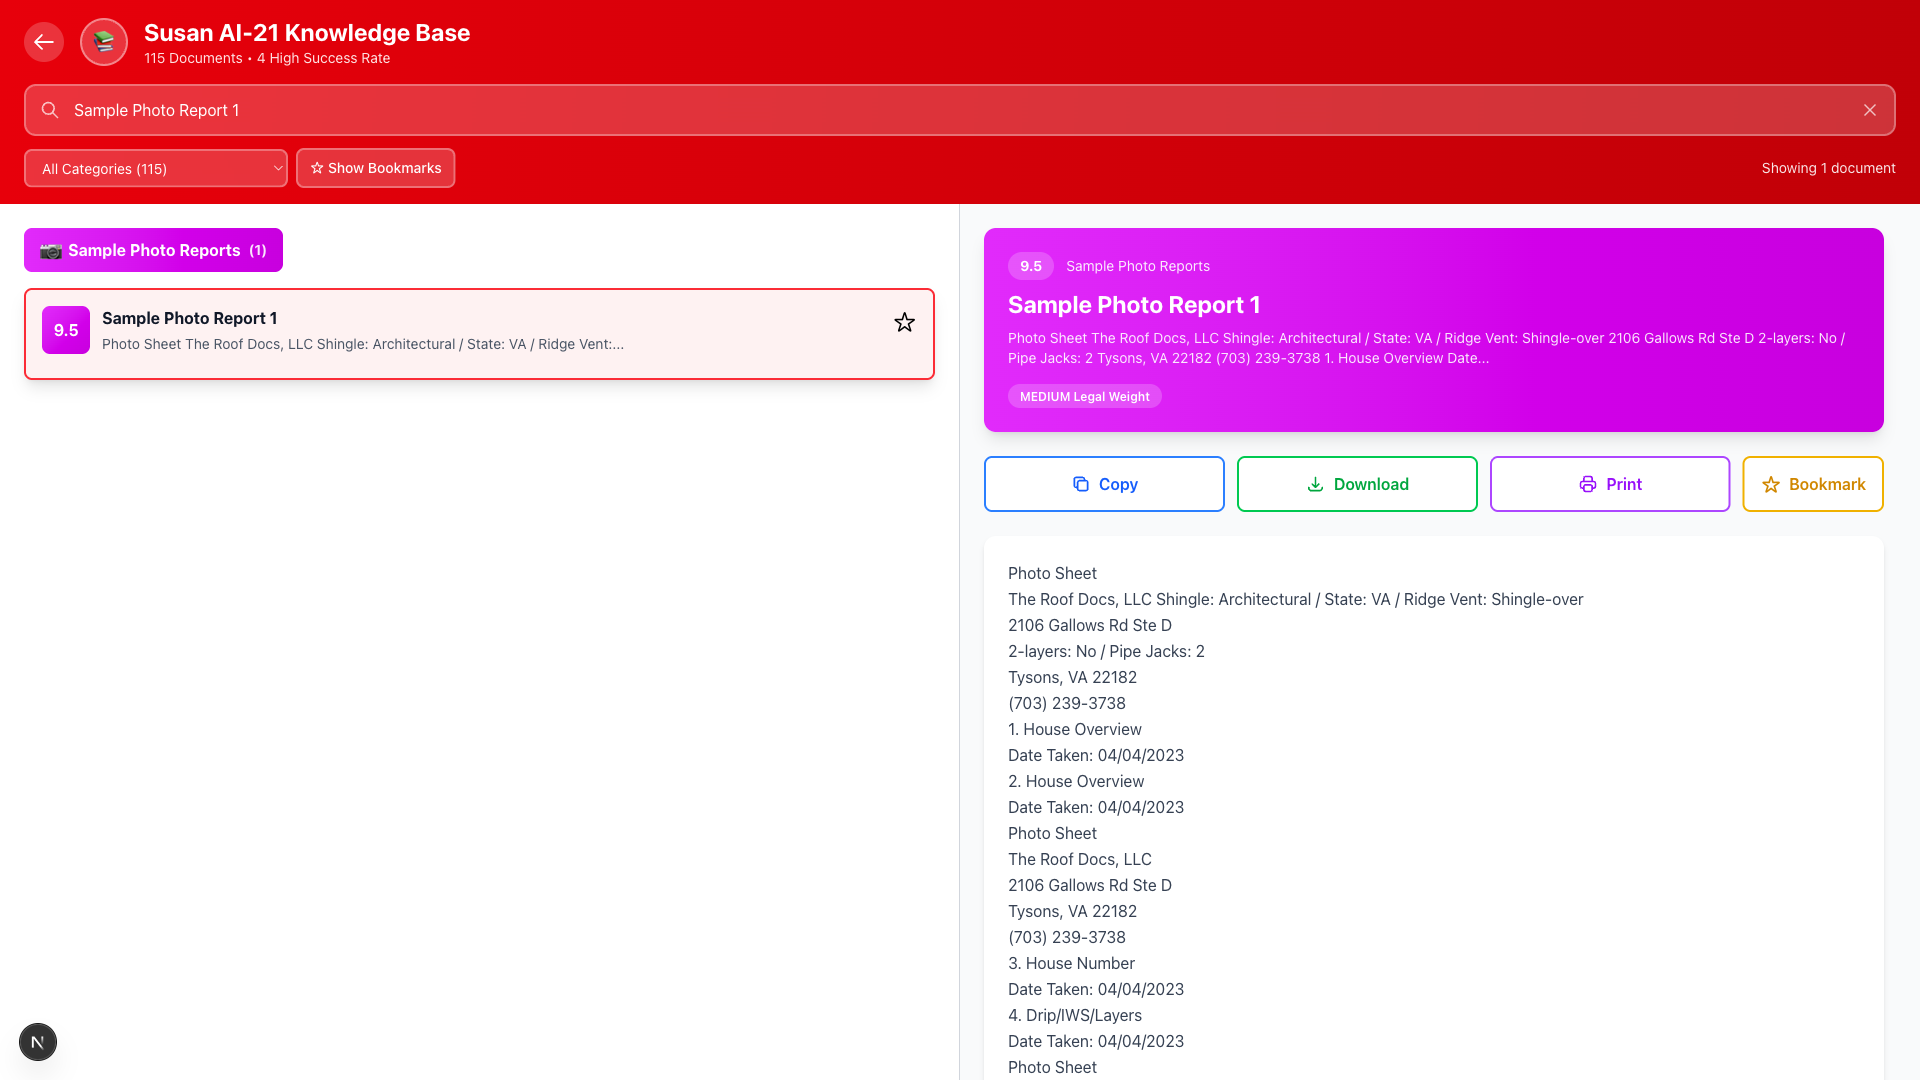 Susan AI-21 Knowledge Base
115 Documents • 4 High Success Rate
Sample Photo Report 1
All Categories (115)
Show Bookmarks
Showing 1 document
Sample Photo Reports (1)
9.5
Sample Photo Report 1
Photo Sheet The Roof Docs, LLC Shingle: Architectural / State: VA / Ridge Vent:...
9.5 Sample Photo Reports
Sample Photo Report 1
Photo Sheet The Roof Docs, LLC Shingle: Architectural / State: VA / Ridge Vent: Shingle-over 2106 Gallows Rd Ste D 2-layers: No /
Pipe Jacks: 2 Tysons, VA 22182 (703) 239-3738 1. House Overview Date...
MEDIUM Legal Weight
Copy
Download
Print
Bookmark
Photo Sheet
The Roof Docs, LLC Shingle: Architectural / State: VA / Ridge Vent: Shingle-over
2106 Gallows Rd Ste D
2-layers: No / Pipe Jacks: 2
Tysons, VA 22182
(703) 239-3738
1. House Overview
Date Taken: 04/04/2023
2. House Overview
Date Taken: 04/04/2023
Photo Sheet
The Roof Docs, LLC
2106 Gallows Rd Ste D
Tysons, VA 22182
(703) 239-3738
3. House Number
Date Taken: 04/04/2023
4. Drip/IWS/Layers
Date Taken: 04/04/2023
Photo Sheet
N